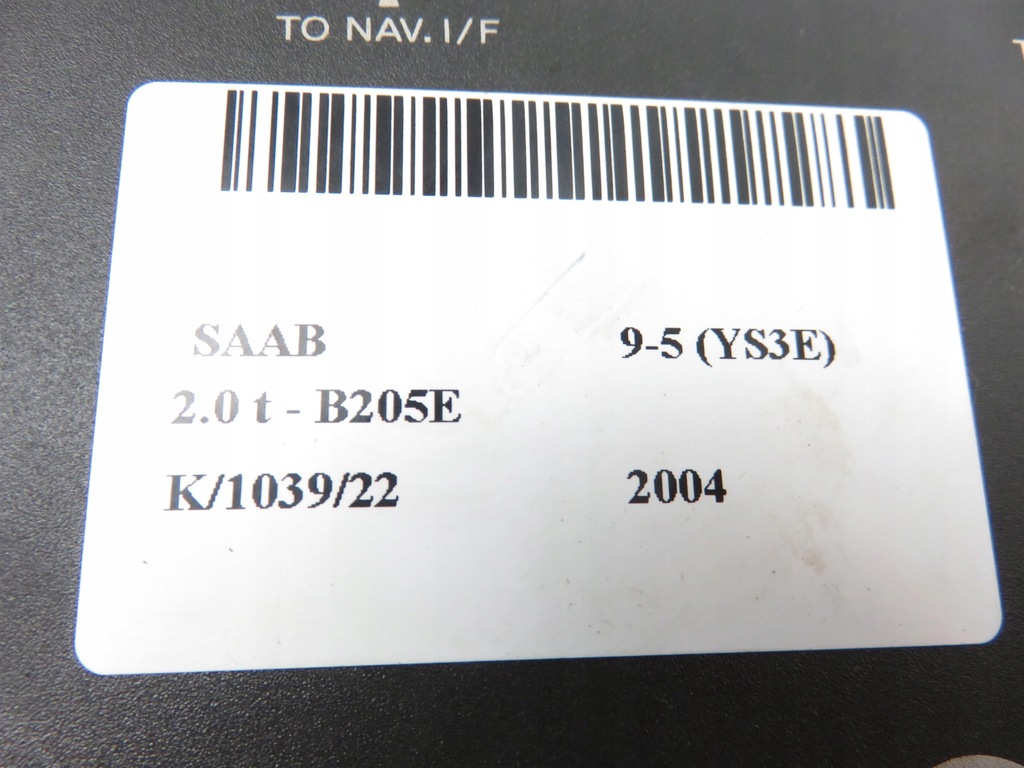 TO NAV. I/F
SAAB 9-5 (YS3E)
2.0 t - B205E
K/1039/22 2004